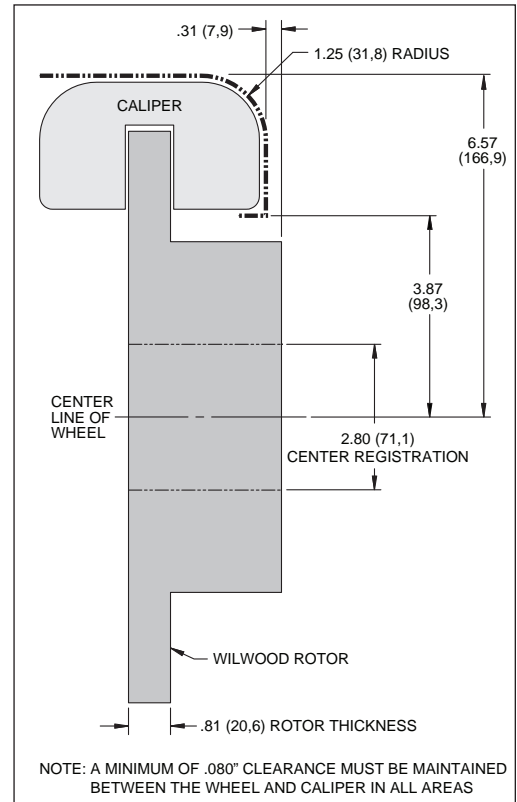 .31 (7,9)
1.25 (31,8) RADIUS
CALIPER
6.57
(166,9)
3.87
(98,3)
CENTER
LINE OF
WHEEL
2.80 (71,1)
CENTER REGISTRATION
WILWOOD ROTOR
.81 (20,6) ROTOR THICKNESS
NOTE: A MINIMUM OF .080" CLEARANCE MUST BE MAINTAINED
BETWEEN THE WHEEL AND CALIPER IN ALL AREAS